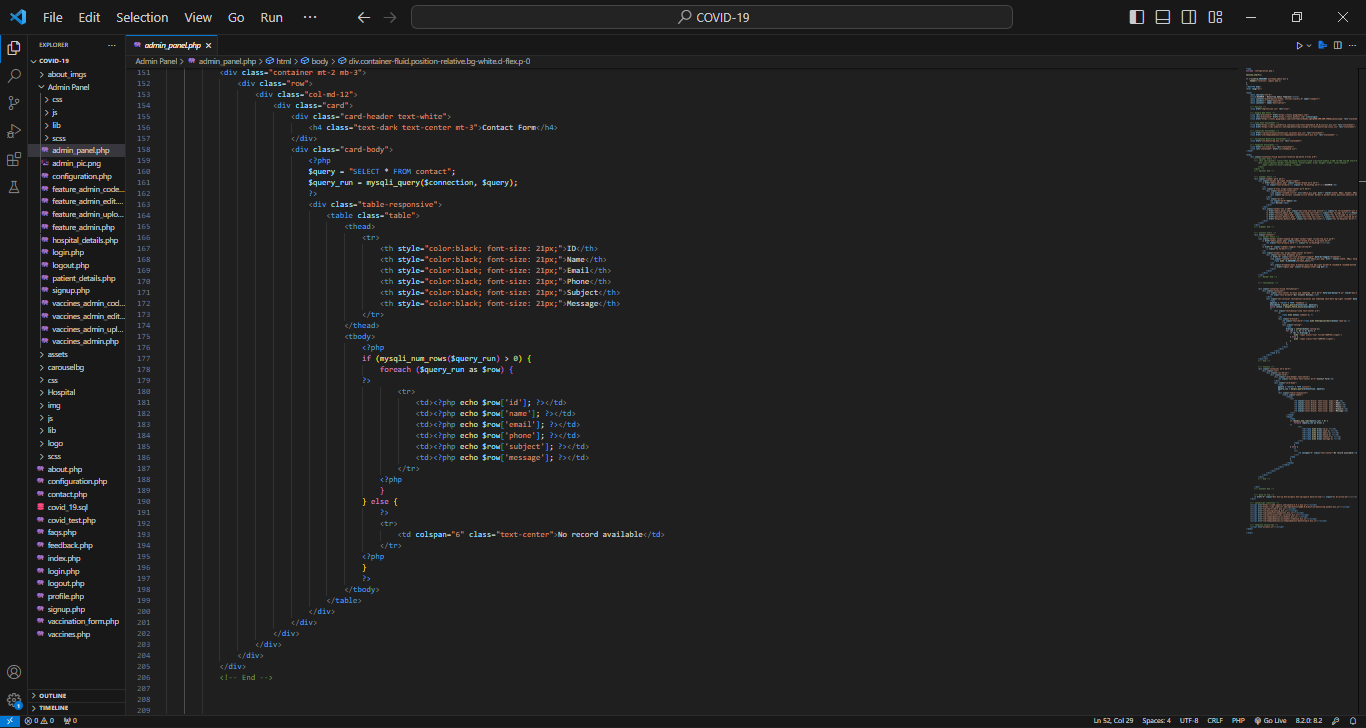 File Edit Selection View Go Run ··· COVID-19
EXPLORER ···
COVID-19
about_imgs
Admin Panel
css
js
lib
scss
admin_panel.php
admin_pic.png
configuration.php
feature_admin_code...
feature_admin_edit....
feature_admin_uplo...
feature_admin.php
hospital_details.php
login.php
logout.php
patient_details.php
signup.php
vaccines_admin_cod...
vaccines_admin_edit...
vaccines_admin_upl...
vaccines_admin.php
assets
carouselbg
css
Hospital
img
js
lib
logo
scss
about.php
configuration.php
contact.php
covid_19.sql
covid_test.php
faqs.php
feedback.php
index.php
login.php
logout.php
profile.php
signup.php
vaccination_form.php
vaccines.php
OUTLINE
TIMELINE
admin_panel.php ×
Admin Panel > admin_panel.php > html > body > div.container-fluid.position-relative.bg-white.d-flex.p-0
151 <div class="container mt-2 mb-3">
152 <div class="row">
153 <div class="col-md-12">
154 <div class="card">
155 <div class="card-header text-white">
156 <h4 class="text-dark text-center mt-3">Contact Form</h4>
157 </div>
158 <div class="card-body">
159 <?php
160 $query = "SELECT * FROM contact";
161 $query_run = mysqli_query($connection, $query);
162 ?>
163 <div class="table-responsive">
164 <table class="table">
165 <thead>
166 <tr>
167 <th style="color:black; font-size: 21px;">ID</th>
168 <th style="color:black; font-size: 21px;">Name</th>
169 <th style="color:black; font-size: 21px;">Email</th>
170 <th style="color:black; font-size: 21px;">Phone</th>
171 <th style="color:black; font-size: 21px;">Subject</th>
172 <th style="color:black; font-size: 21px;">Message</th>
173 </tr>
174 </thead>
175 <tbody>
176 <?php
177 if (mysqli_num_rows($query_run) > 0) {
178 foreach ($query_run as $row) {
179 ?>
180 <tr>
181 <td><?php echo $row['id']; ?></td>
182 <td><?php echo $row['name']; ?></td>
183 <td><?php echo $row['email']; ?></td>
184 <td><?php echo $row['phone']; ?></td>
185 <td><?php echo $row['subject']; ?></td>
186 <td><?php echo $row['message']; ?></td>
187 </tr>
188 <?php
189 }
190 } else {
191 ?>
192 <tr>
193 <td colspan="6" class="text-center">No record available</td>
194 </tr>
195 <?php
196 }
197 ?>
198 </tbody>
199 </table>
200 </div>
201 </div>
202 </div>
203 </div>
204 </div>
205 </div>
206 <!-- End -->
207
208
209
0 0 0 Ln 52, Col 29 Spaces: 4 UTF-8 CRLF PHP Go Live 8.2.0: 8.2